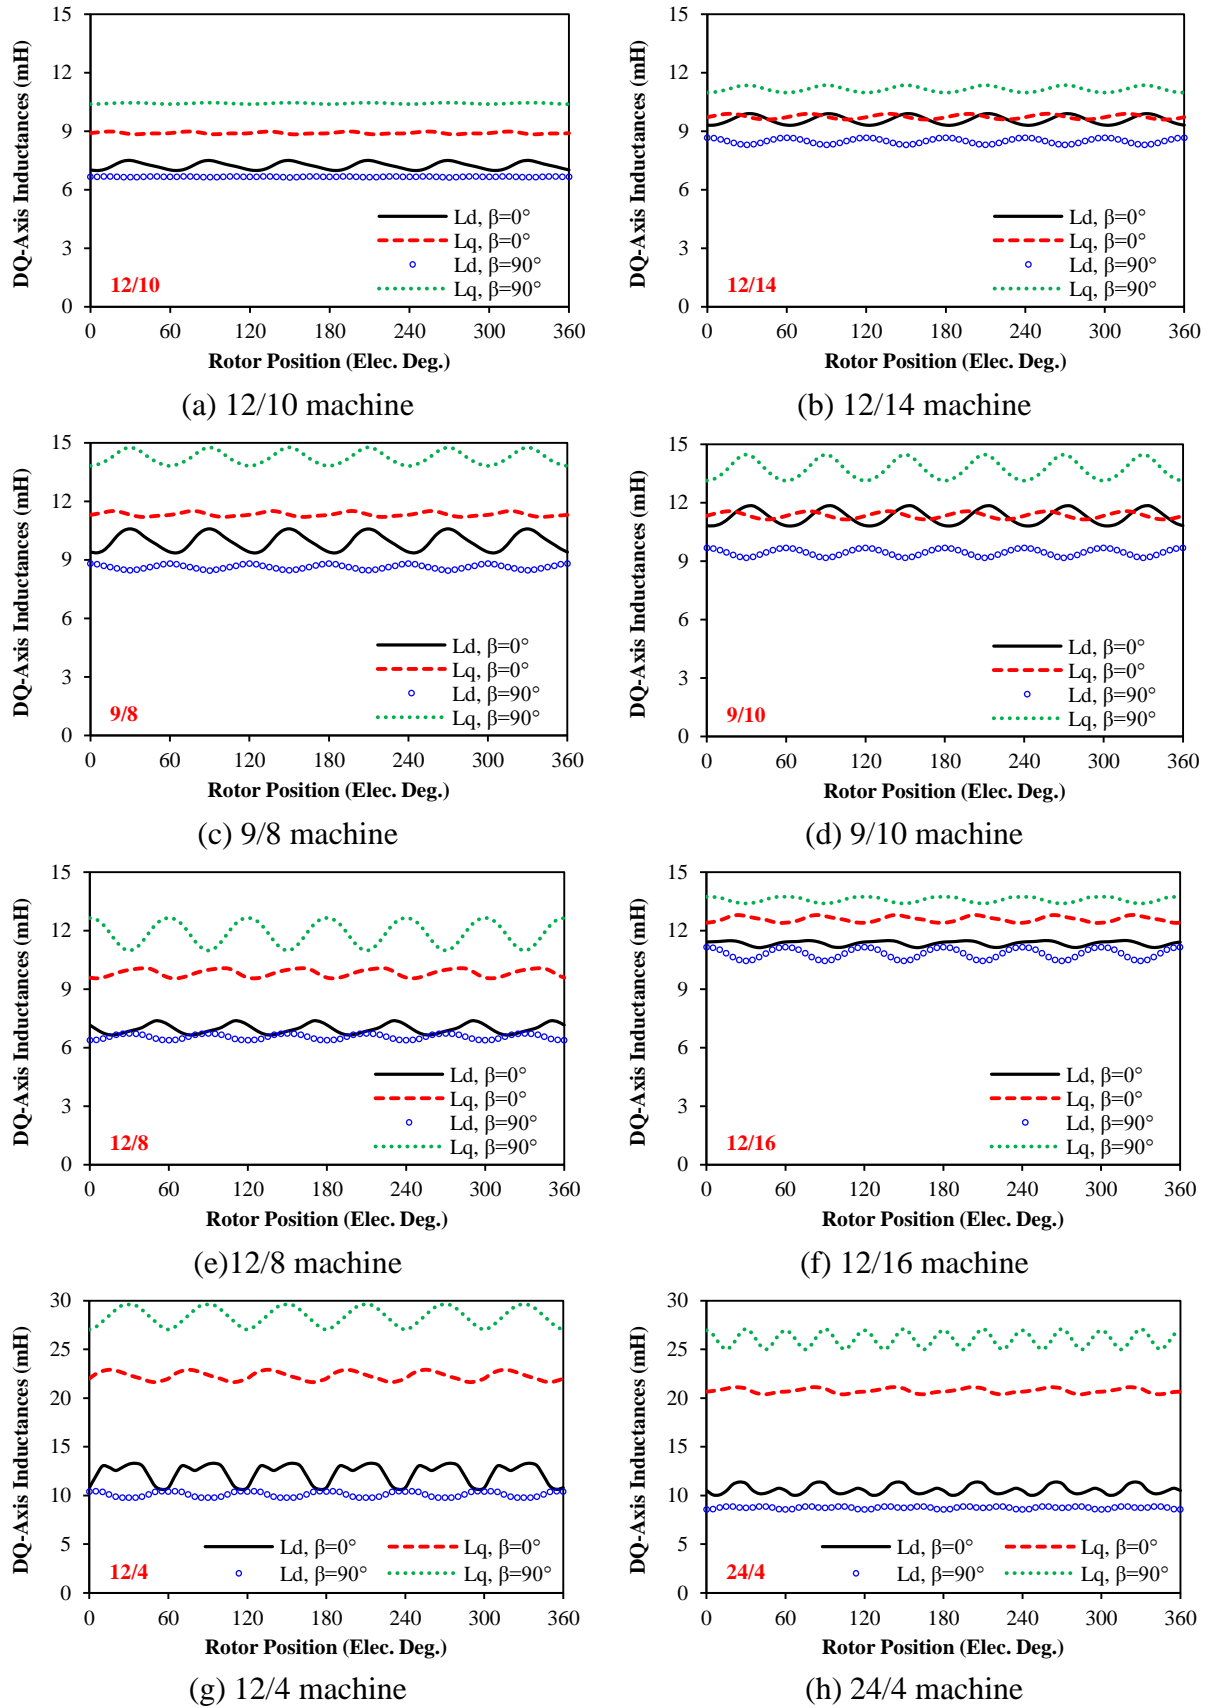 DQ-Axis Inductances (mH)
15
12
9
6
3
0
Ld, β=0°
Lq, β=0°
Ld, β=90°
Lq, β=90°
12/10
0 60 120 180 240 300 360
Rotor Position (Elec. Deg.)
(a) 12/10 machine
DQ-Axis Inductances (mH)
15
12
9
6
3
0
Ld, β=0°
Lq, β=0°
Ld, β=90°
Lq, β=90°
12/14
0 60 120 180 240 300 360
Rotor Position (Elec. Deg.)
(b) 12/14 machine
DQ-Axis Inductances (mH)
15
12
9
6
3
0
Ld, β=0°
Lq, β=0°
Ld, β=90°
Lq, β=90°
9/8
0 60 120 180 240 300 360
Rotor Position (Elec. Deg.)
(c) 9/8 machine
DQ-Axis Inductances (mH)
15
12
9
6
3
0
Ld, β=0°
Lq, β=0°
Ld, β=90°
Lq, β=90°
9/10
0 60 120 180 240 300 360
Rotor Position (Elec. Deg.)
(d) 9/10 machine
DQ-Axis Inductances (mH)
15
12
9
6
3
0
Ld, β=0°
Lq, β=0°
Ld, β=90°
Lq, β=90°
12/8
0 60 120 180 240 300 360
Rotor Position (Elec. Deg.)
(e)12/8 machine
DQ-Axis Inductances (mH)
15
12
9
6
3
0
Ld, β=0°
Lq, β=0°
Ld, β=90°
Lq, β=90°
12/16
0 60 120 180 240 300 360
Rotor Position (Elec. Deg.)
(f) 12/16 machine
DQ-Axis Inductances (mH)
30
25
20
15
10
5
0
Ld, β=0° Lq, β=0°
Ld, β=90° Lq, β=90°
12/4
0 60 120 180 240 300 360
Rotor Position (Elec. Deg.)
(g) 12/4 machine
DQ-Axis Inductances (mH)
30
25
20
15
10
5
0
Ld, β=0° Lq, β=0°
Ld, β=90° Lq, β=90°
24/4
0 60 120 180 240 300 360
Rotor Position (Elec. Deg.)
(h) 24/4 machine